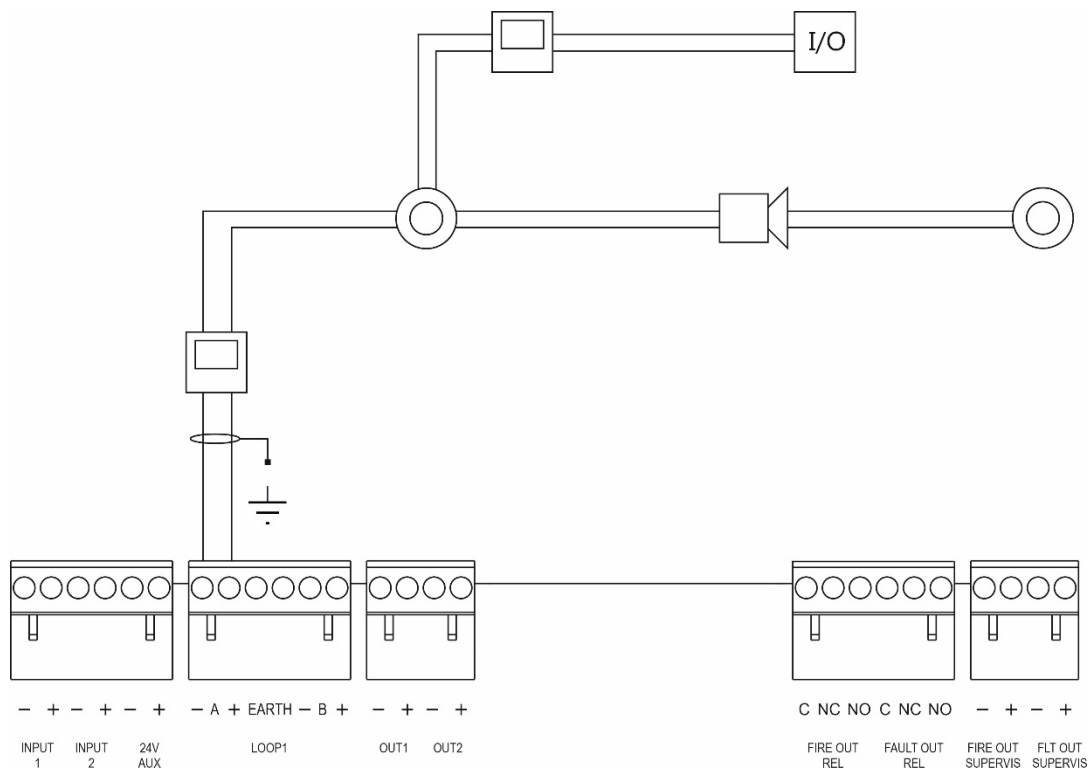 I/O
− + − + − +
− A + EARTH − B +
− + − +
C NC NO C NC NO
− + − +
INPUT
1
INPUT
2
24V
AUX
LOOP1
OUT1
OUT2
FIRE OUT
REL
FAULT OUT
REL
FIRE OUT
SUPERVIS
FLT OUT
SUPERVIS